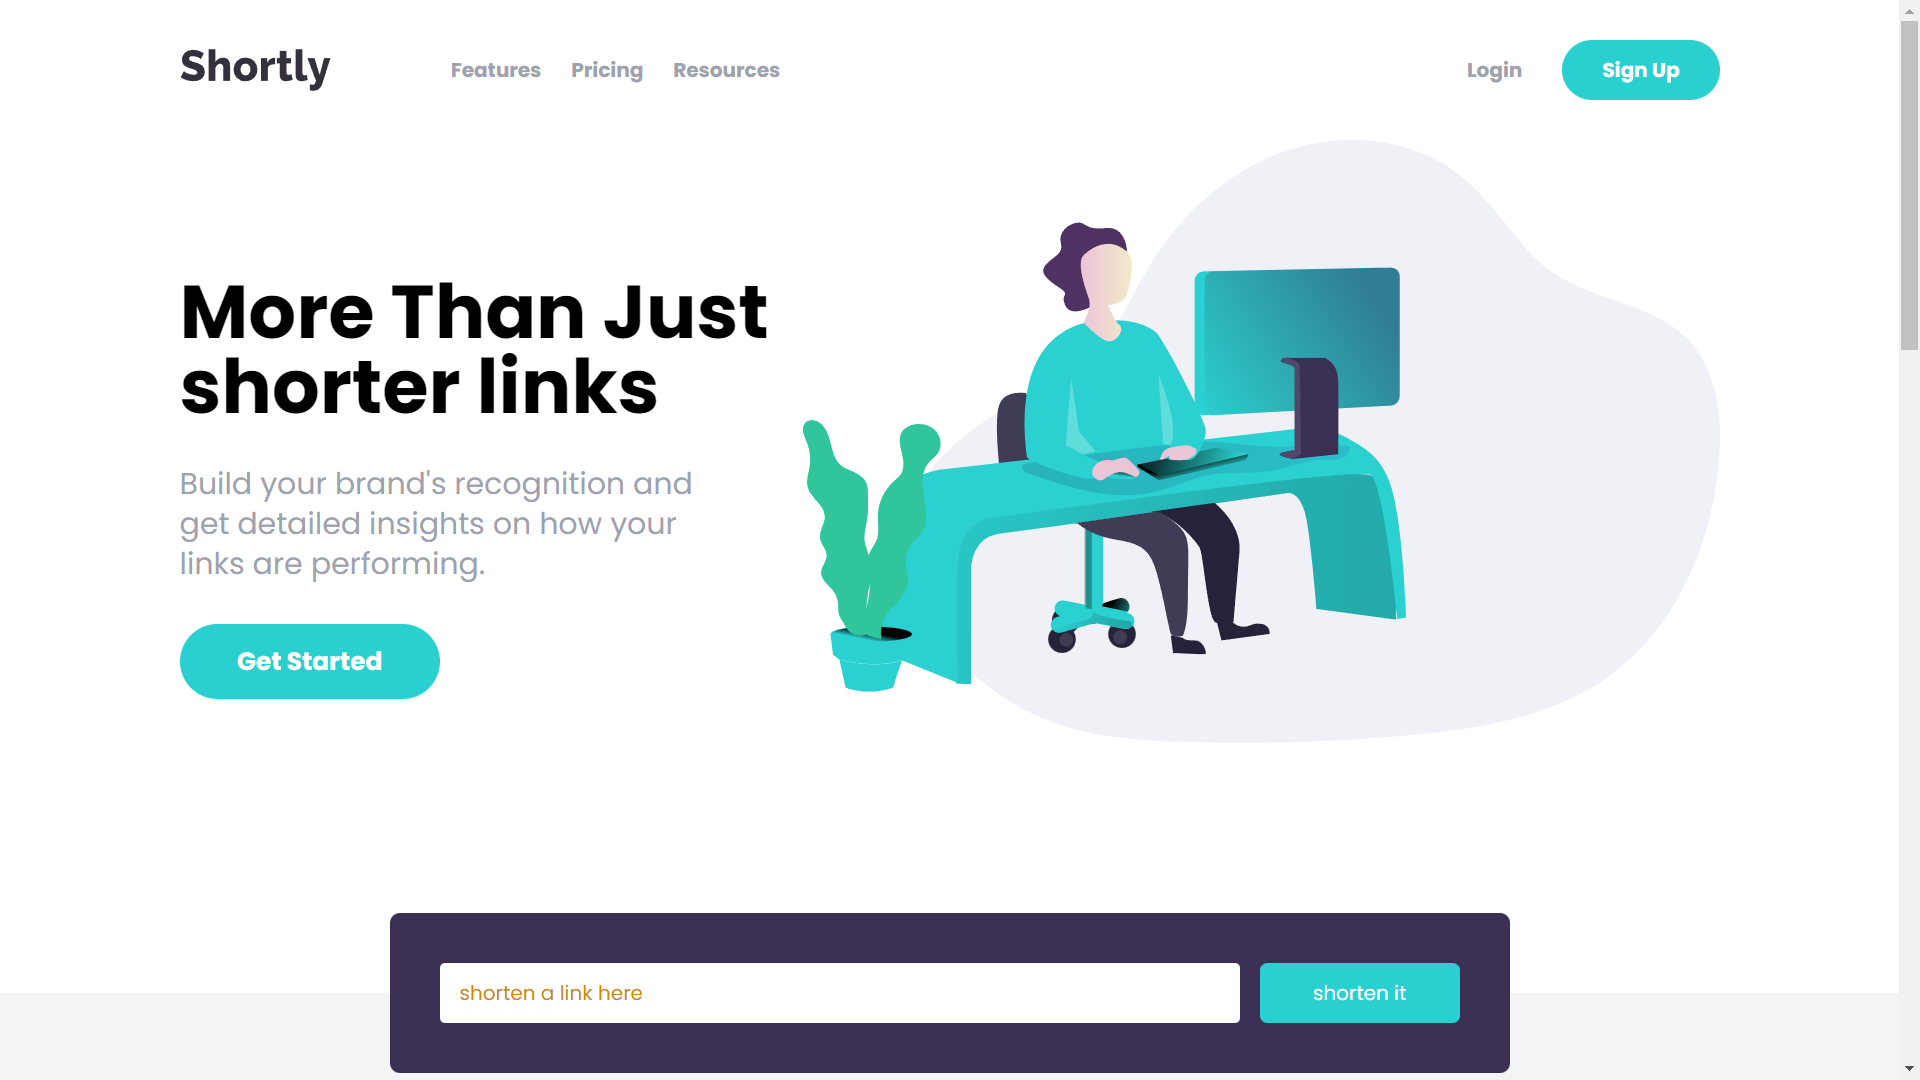 Shortly
Features Pricing Resources
Login
Sign Up
More Than Just
shorter links
Build your brand's recognition and
get detailed insights on how your
links are performing.
Get Started
shorten a link here
shorten it